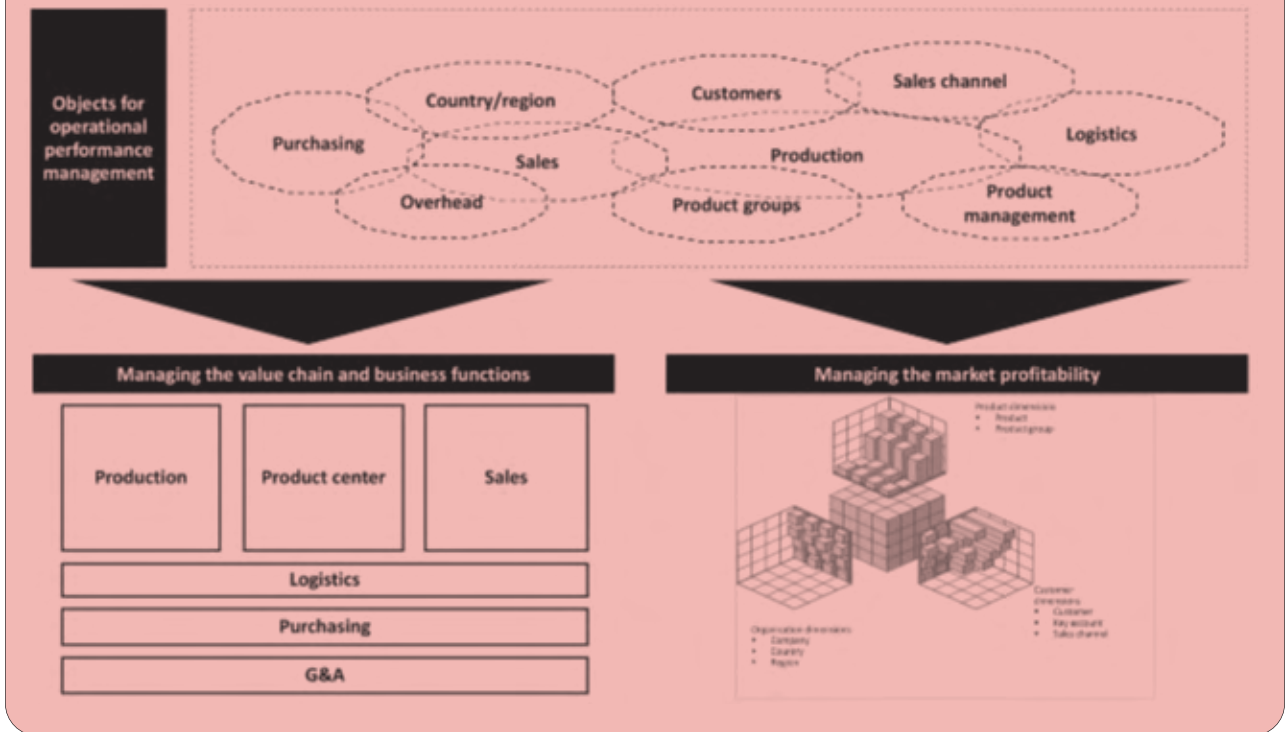 Objects for
operational
performance
management
Purchasing
Country/region
Sales
Overhead
Customers
Production
Product groups
Sales channel
Logistics
Product
management
Managing the value chain and business functions
Production
Product center
Sales
Logistics
Purchasing
G&A
Managing the market profitability
Product dimensions
• Product
• Product group
Customer
dimensions
• Customer
• Key account
• Sales channel
Organisation dimensions
• Company
• Country
• Region